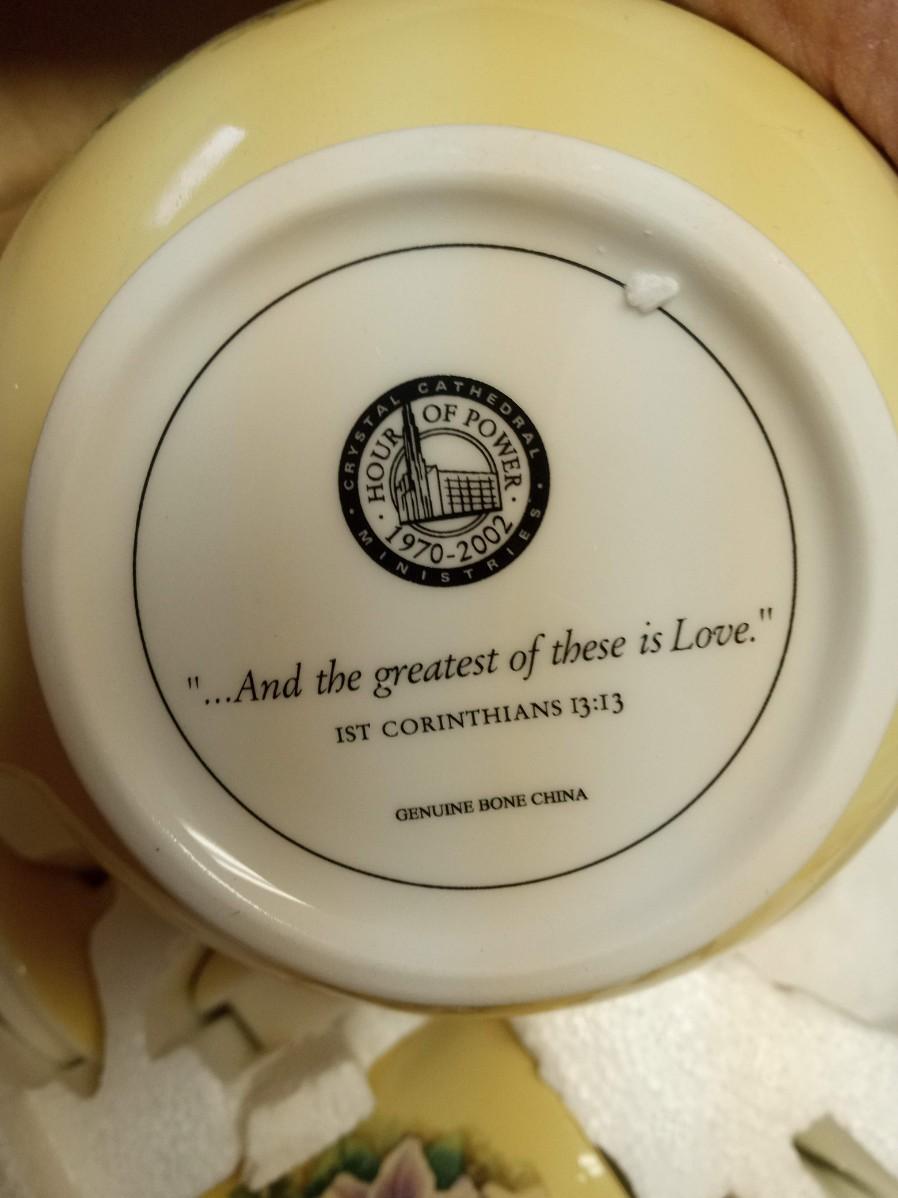 CRYSTAL CATHEDRAL
HOUR OF POWER
1970-2002
MINISTRIES
"...And the greatest of these is Love."
1ST CORINTHIANS 13:13
GENUINE BONE CHINA